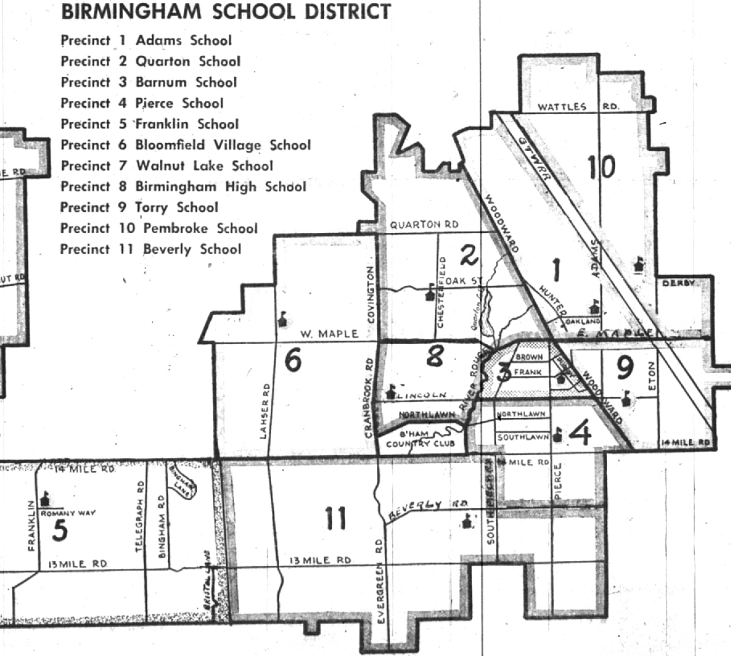 BIRMINGHAM SCHOOL DISTRICT
Precinct 1 Adams School
Precinct 2 Quarton School
Precinct 3 Barnum School
Precinct 4 Pierce School
Precinct 5 Franklin School
Precinct 6 Bloomfield Village School
Precinct 7 Walnut Lake School
Precinct 8 Birmingham High School
Precinct 9 Torry School
Precinct 10 Pembroke School
Precinct 11 Beverly School
WATTLES RD.
10
WOODWARD
QUARTON RD
2
1
ADAMS
COVINGTON
CHESTERFIELD
OAK ST
HUNTER
OAKLAND
DERBY
UT RD
W. MAPLE
E. MAPLE
6
8
3
BROWN
FRANK
9
ETON
WOODWARD
RIVER ROUGE
LAHSER RD
CRANBROOK RD
LINCOLN
NORTHLAWN
NORTHLAWN
B'HAM
COUNTRY CLUB
SOUTHLAWN
4
14 MILE RD
14 MILE RD
14 MILE RD
PIERCE
BINGHAM
LANE
FRANKLIN
ROMANY WAY
5
TELEGRAPH RD
BINGHAM RD
11
BEVERLY RD.
SOUTHFIELD
13 MILE RD
13 MILE RD
EVERGREEN RD